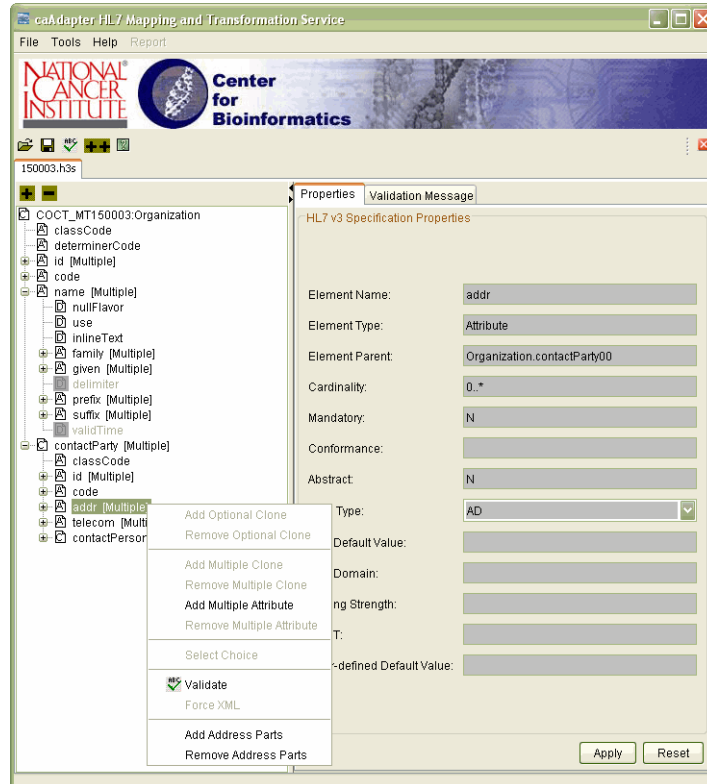 caAdapter HL7 Mapping and Transformation Service
File Tools Help Report
NATIONAL
CANCER
INSTITUTE
Center
for
Bioinformatics
150003.h3s
COCT_MT150003:Organization
classCode
determinerCode
id [Multiple]
code
name [Multiple]
nullFlavor
use
inlineText
family [Multiple]
given [Multiple]
delimiter
prefix [Multiple]
suffix [Multiple]
validTime
contactParty [Multiple]
classCode
id [Multiple]
code
addr [Multiple]
telecom [Multi
contactPerson
Add Optional Clone
Remove Optional Clone
Add Multiple Clone
Remove Multiple Clone
Add Multiple Attribute
Remove Multiple Attribute
Select Choice
Validate
Force XML
Add Address Parts
Remove Address Parts
Properties Validation Message
HL7 v3 Specification Properties
Element Name: addr
Element Type: Attribute
Element Parent: Organization.contactParty00
Cardinality: 0..*
Mandatory: N
Conformance:
Abstract: N
Type: AD
Default Value:
Domain:
ng Strength:
T:
r-defined Default Value:
Apply Reset